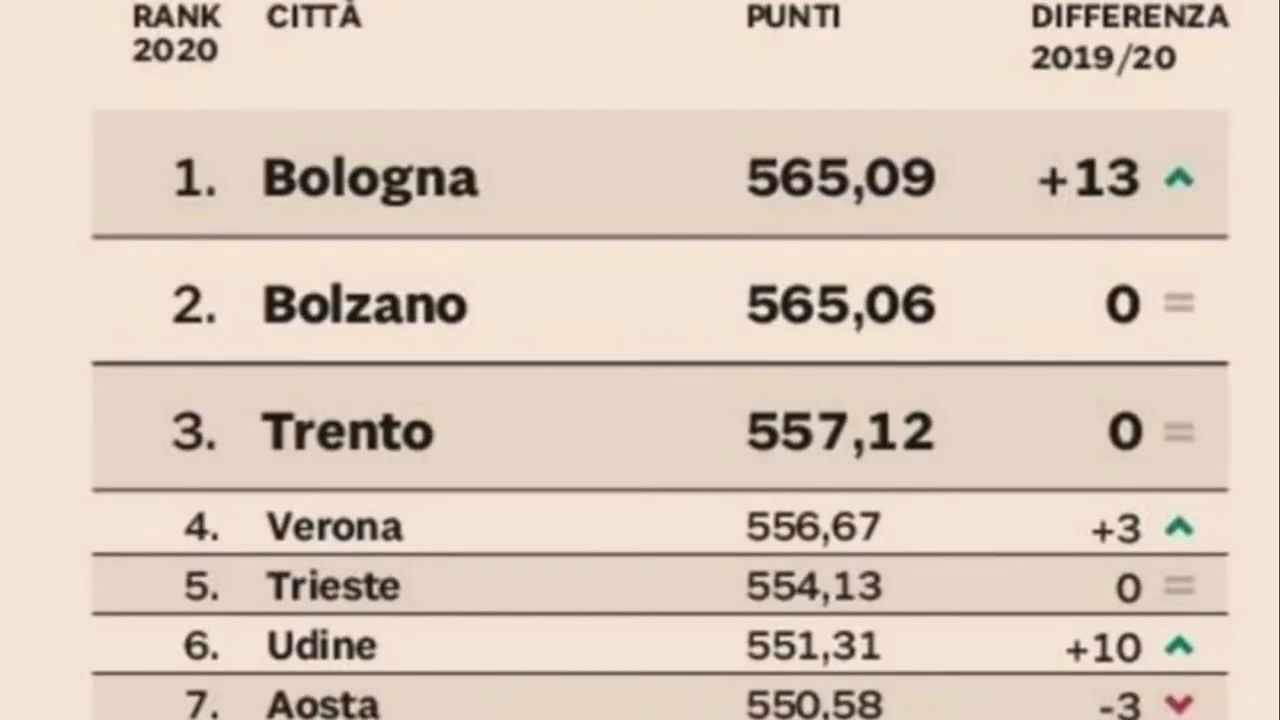 RANK CITTÀ PUNTI DIFFERENZA
2020 2019/20
1. Bologna 565,09 +13
2. Bolzano 565,06 0 =
3. Trento 557,12 0 =
4. Verona 556,67 +3
5. Trieste 554,13 0 =
6. Udine 551,31 +10
7. Aosta 550,58 -3